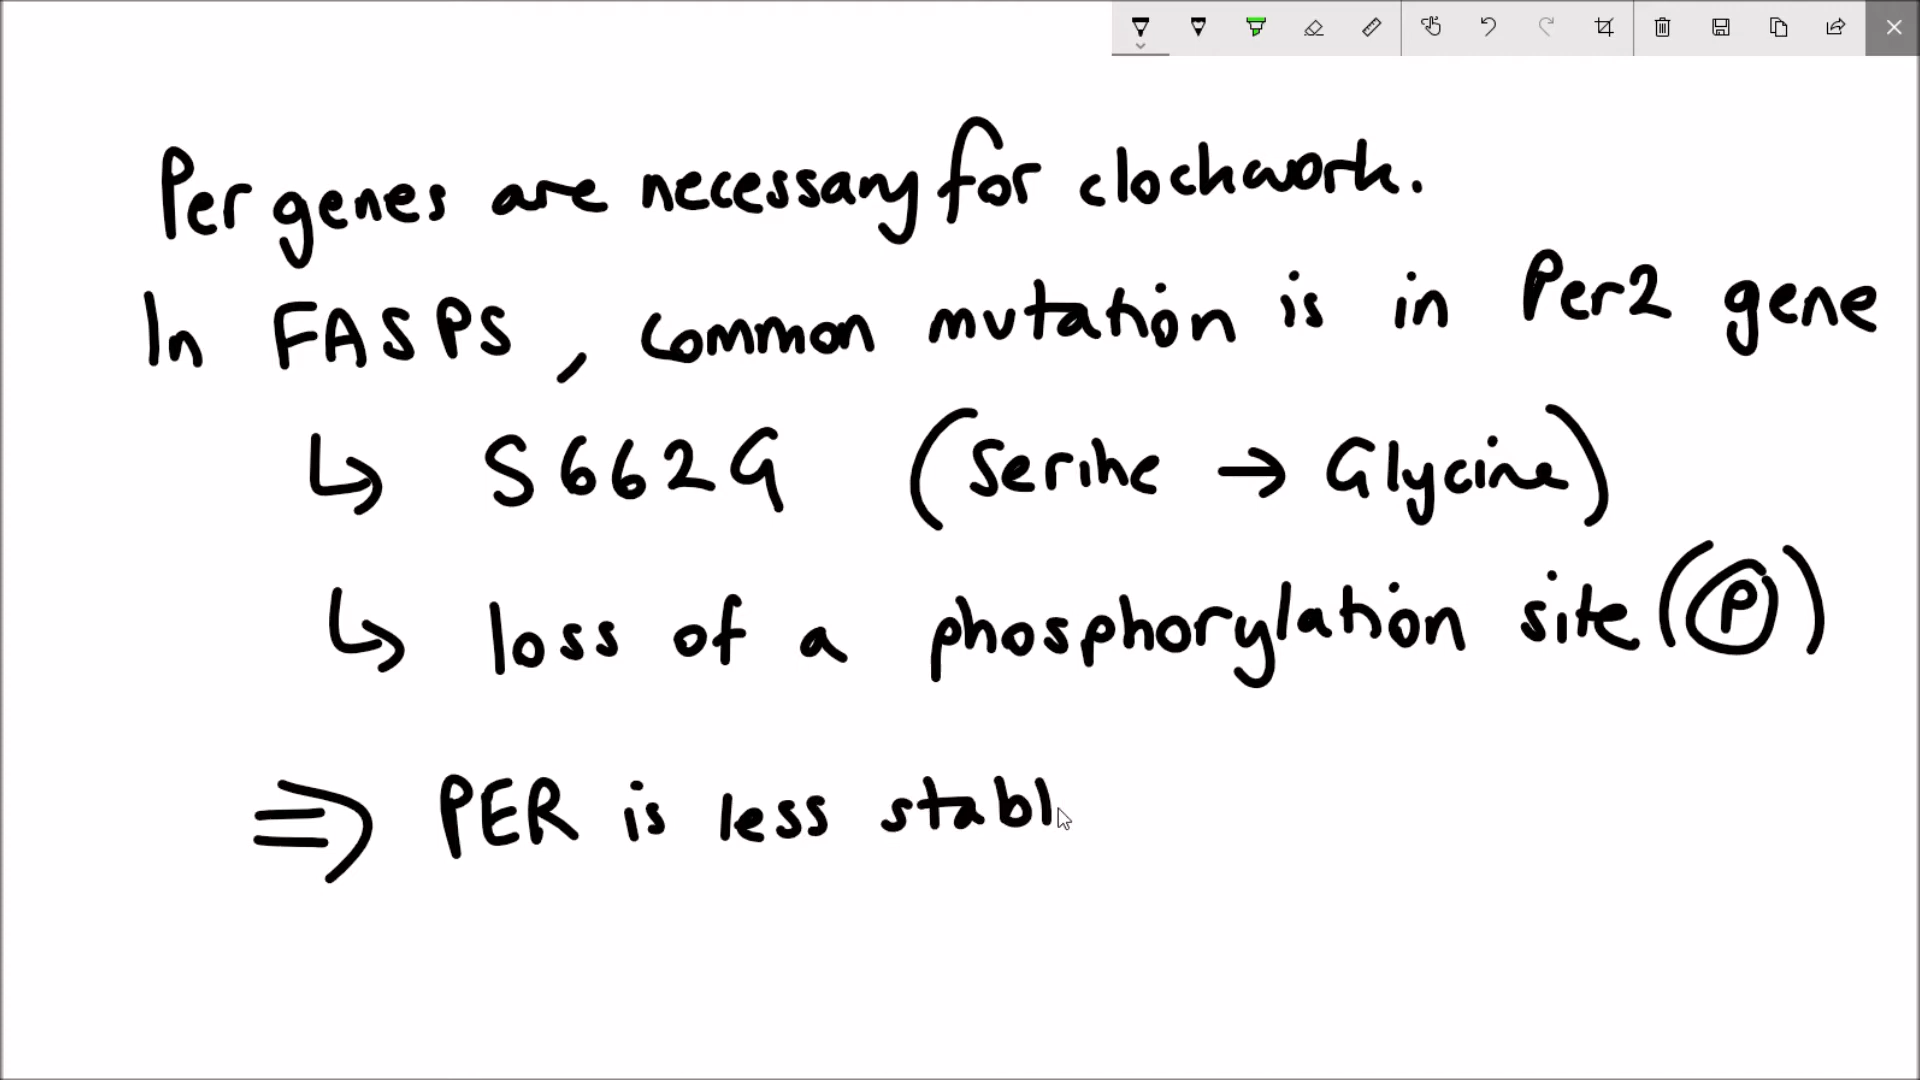 Per genes are necessary for clockwork.
In FASPS, common mutation is in Per2 gene
↳ S662G (Serine → Glycine)
↳ loss of a phosphorylation site (P)
⇒ PER is less stabl